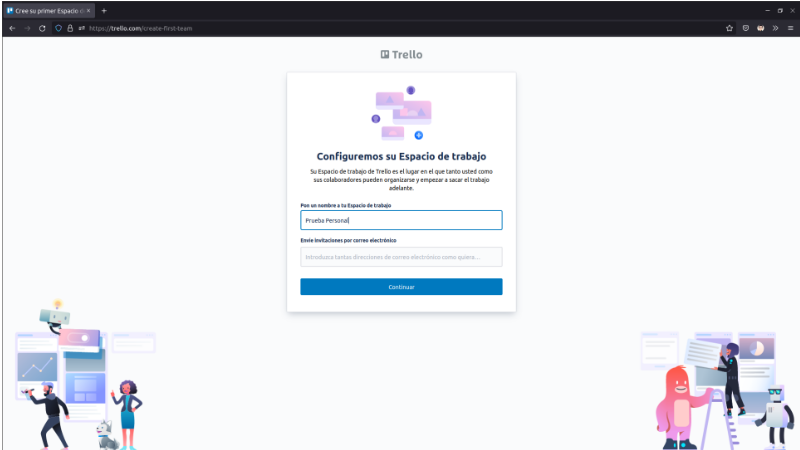 Cree su primer Espacio d
https://trello.com/create-first-team
Trello
Configuremos su Espacio de trabajo
Su Espacio de trabajo de Trello es el lugar en el que tanto usted como
sus colaboradores pueden organizarse y empezar a sacar el trabajo
adelante.
Pon un nombre a tu Espacio de trabajo
Prueba Personal
Envíe invitaciones por correo electrónico
Introduzca tantas direcciones de correo electrónico como quiera...
Continuar